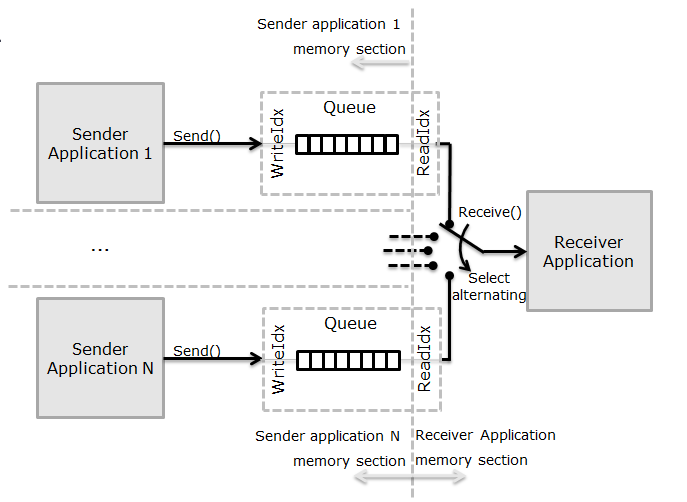 Sender application 1
memory section
Sender
Application 1
Send()
WriteIdx
Queue
ReadIdx
Receive()
...
Receiver
Application
Select
alternating
Sender
Application N
Send()
WriteIdx
Queue
ReadIdx
Sender application N
memory section
Receiver Application
memory section